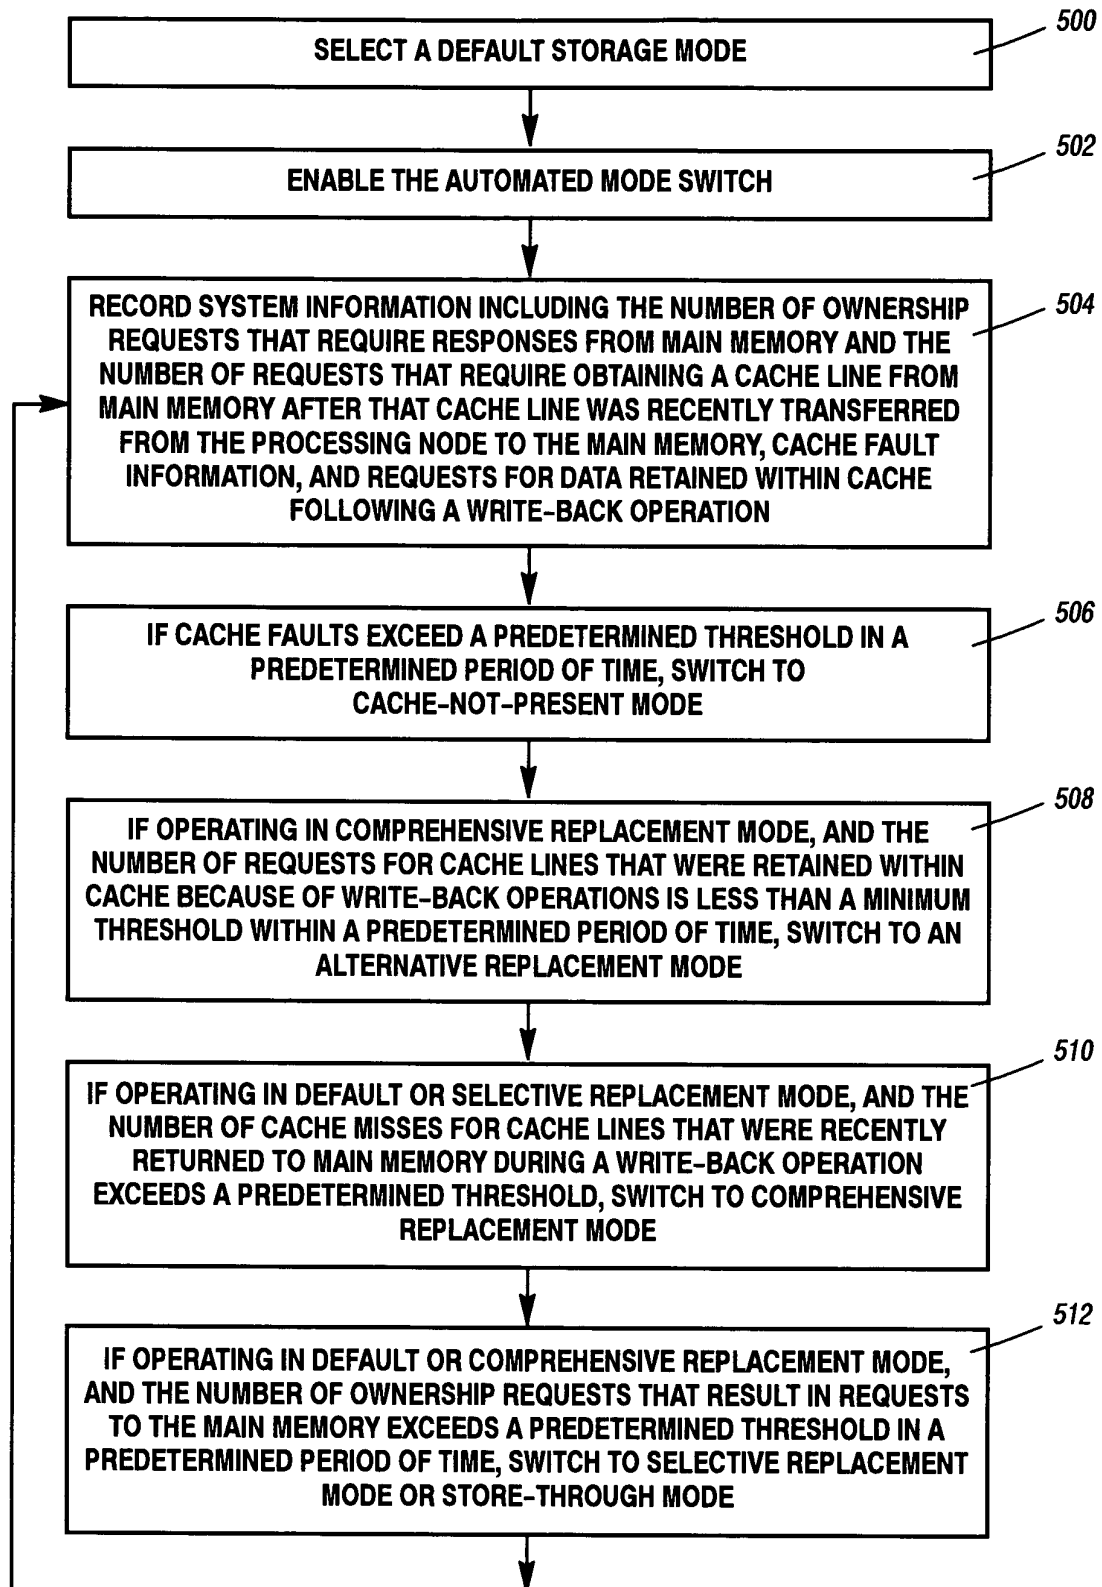 500
SELECT A DEFAULT STORAGE MODE
502
ENABLE THE AUTOMATED MODE SWITCH
504
RECORD SYSTEM INFORMATION INCLUDING THE NUMBER OF OWNERSHIP
REQUESTS THAT REQUIRE RESPONSES FROM MAIN MEMORY AND THE
NUMBER OF REQUESTS THAT REQUIRE OBTAINING A CACHE LINE FROM
MAIN MEMORY AFTER THAT CACHE LINE WAS RECENTLY TRANSFERRED
FROM THE PROCESSING NODE TO THE MAIN MEMORY, CACHE FAULT
INFORMATION, AND REQUESTS FOR DATA RETAINED WITHIN CACHE
FOLLOWING A WRITE-BACK OPERATION
506
IF CACHE FAULTS EXCEED A PREDETERMINED THRESHOLD IN A
PREDETERMINED PERIOD OF TIME, SWITCH TO
CACHE-NOT-PRESENT MODE
508
IF OPERATING IN COMPREHENSIVE REPLACEMENT MODE, AND THE
NUMBER OF REQUESTS FOR CACHE LINES THAT WERE RETAINED WITHIN
CACHE BECAUSE OF WRITE-BACK OPERATIONS IS LESS THAN A MINIMUM
THRESHOLD WITHIN A PREDETERMINED PERIOD OF TIME, SWITCH TO AN
ALTERNATIVE REPLACEMENT MODE
510
IF OPERATING IN DEFAULT OR SELECTIVE REPLACEMENT MODE, AND THE
NUMBER OF CACHE MISSES FOR CACHE LINES THAT WERE RECENTLY
RETURNED TO MAIN MEMORY DURING A WRITE-BACK OPERATION
EXCEEDS A PREDETERMINED THRESHOLD, SWITCH TO COMPREHENSIVE
REPLACEMENT MODE
512
IF OPERATING IN DEFAULT OR COMPREHENSIVE REPLACEMENT MODE,
AND THE NUMBER OF OWNERSHIP REQUESTS THAT RESULT IN REQUESTS
TO THE MAIN MEMORY EXCEEDS A PREDETERMINED THRESHOLD IN A
PREDETERMINED PERIOD OF TIME, SWITCH TO SELECTIVE REPLACEMENT
MODE OR STORE-THROUGH MODE